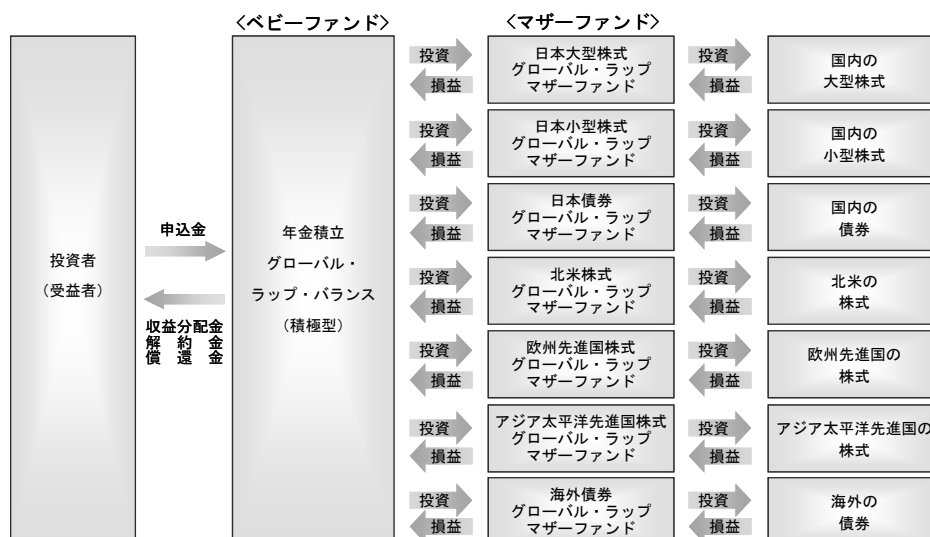 〈ベビーファンド〉
〈マザーファンド〉
投資者
(受益者)
申込金
収益分配金
解約金
償還金
年金積立
グローバル・
ラップ・バランス
(積極型)
投資
損益
日本大型株式
グローバル・ラップ
マザーファンド
投資
損益
国内の
大型株式
投資
損益
日本小型株式
グローバル・ラップ
マザーファンド
投資
損益
国内の
小型株式
投資
損益
日本債券
グローバル・ラップ
マザーファンド
投資
損益
国内の
債券
投資
損益
北米株式
グローバル・ラップ
マザーファンド
投資
損益
北米の
株式
投資
損益
欧州先進国株式
グローバル・ラップ
マザーファンド
投資
損益
欧州先進国の
株式
投資
損益
アジア太平洋先進国株式
グローバル・ラップ
マザーファンド
投資
損益
アジア太平洋先進国の
株式
投資
損益
海外債券
グローバル・ラップ
マザーファンド
投資
損益
海外の
債券